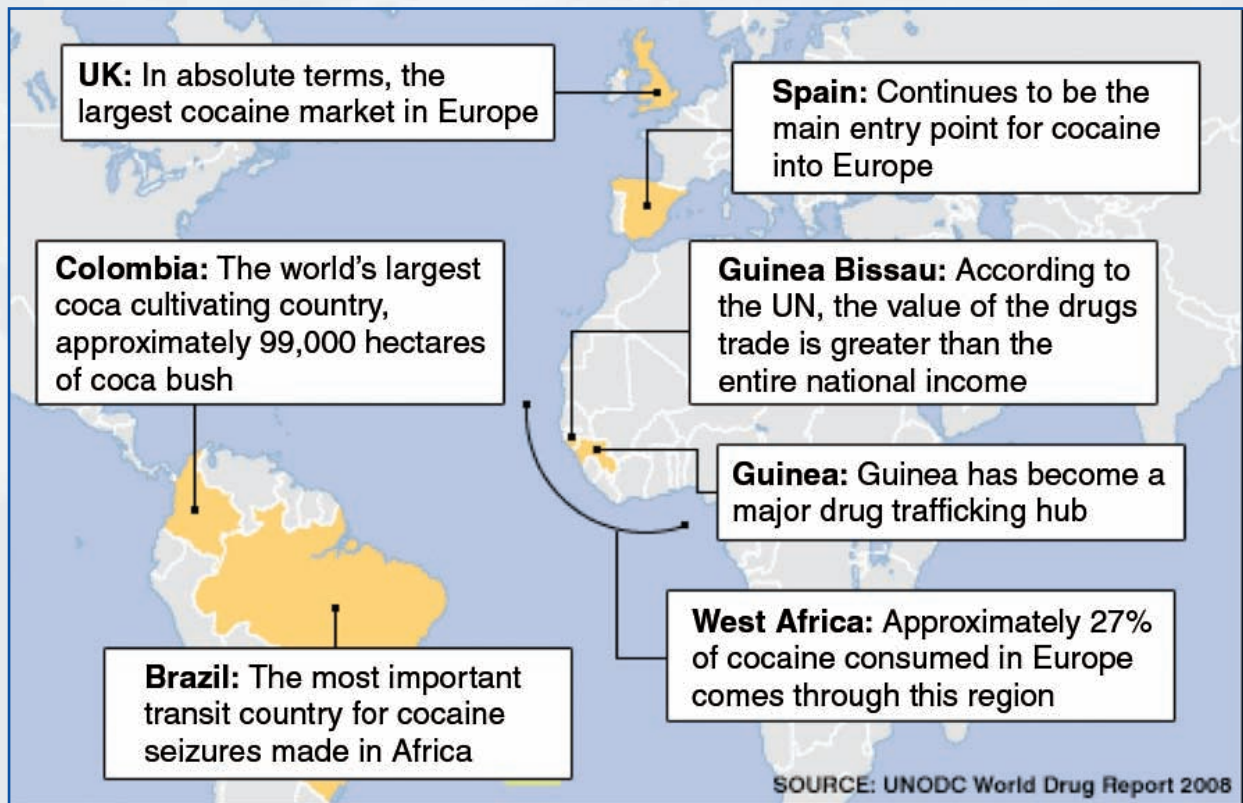 UK: In absolute terms, the
largest cocaine market in Europe
Spain: Continues to be the
main entry point for cocaine
into Europe
Colombia: The world's largest
coca cultivating country,
approximately 99,000 hectares
of coca bush
Guinea Bissau: According to
the UN, the value of the drugs
trade is greater than the
entire national income
Guinea: Guinea has become a
major drug trafficking hub
West Africa: Approximately 27%
of cocaine consumed in Europe
comes through this region
Brazil: The most important
transit country for cocaine
seizures made in Africa
SOURCE: UNODC World Drug Report 2008